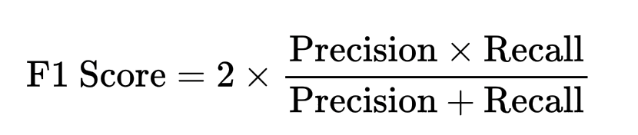 F1 Score = 2 × Precision × Recall
Precision + Recall